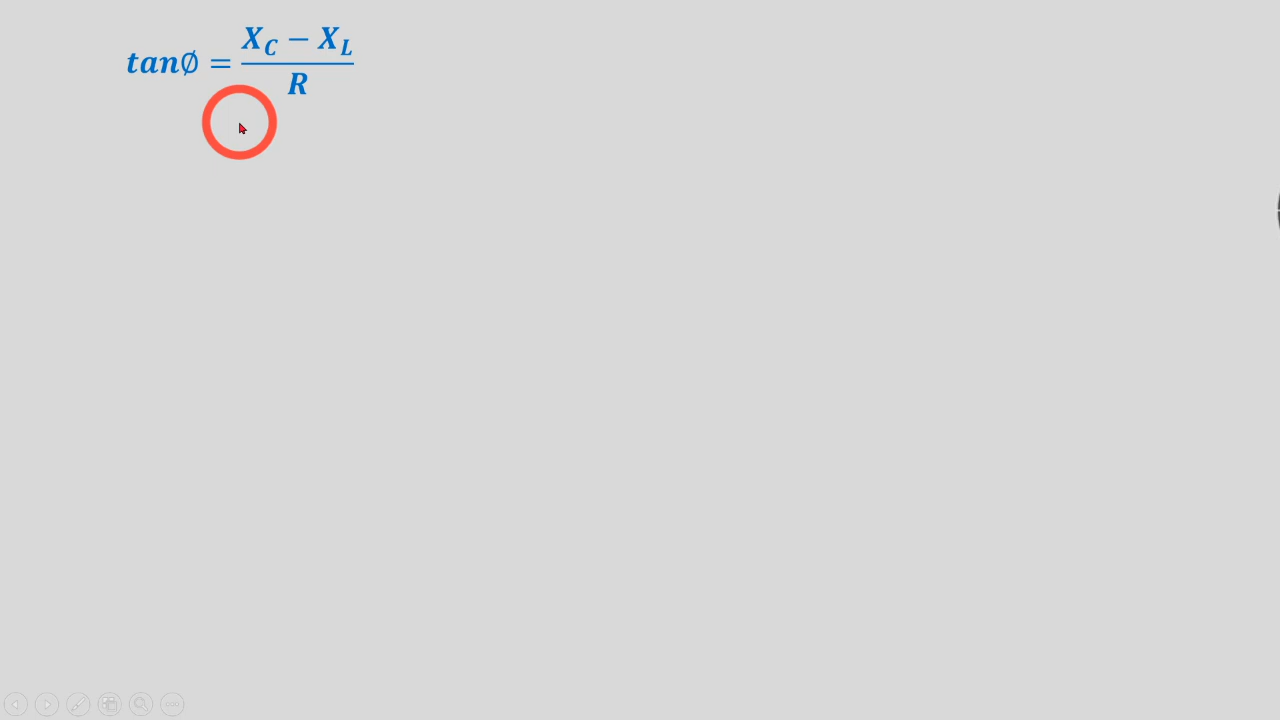 tan∅ = (X_C − X_L) / R